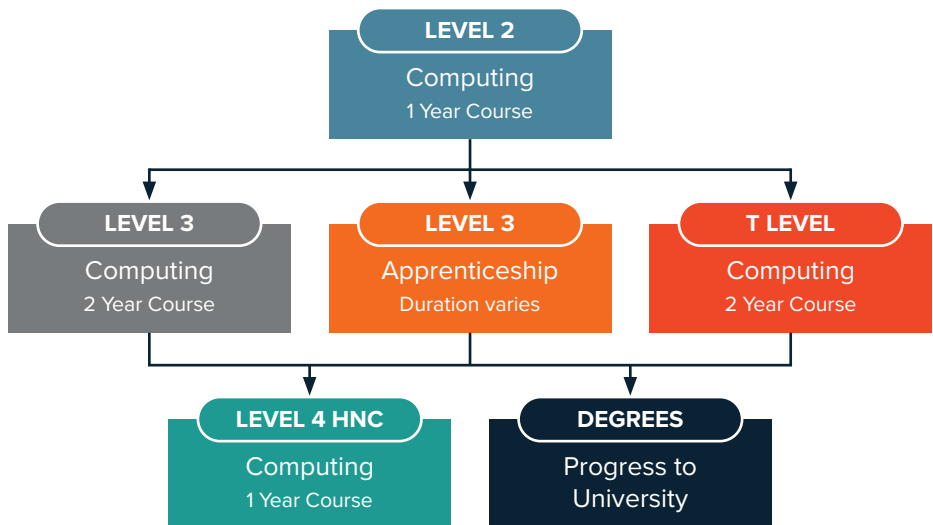 LEVEL 2
Computing
1 Year Course
LEVEL 3
Computing
2 Year Course
LEVEL 3
Apprenticeship
Duration varies
T LEVEL
Computing
2 Year Course
LEVEL 4 HNC
Computing
1 Year Course
DEGREES
Progress to
University